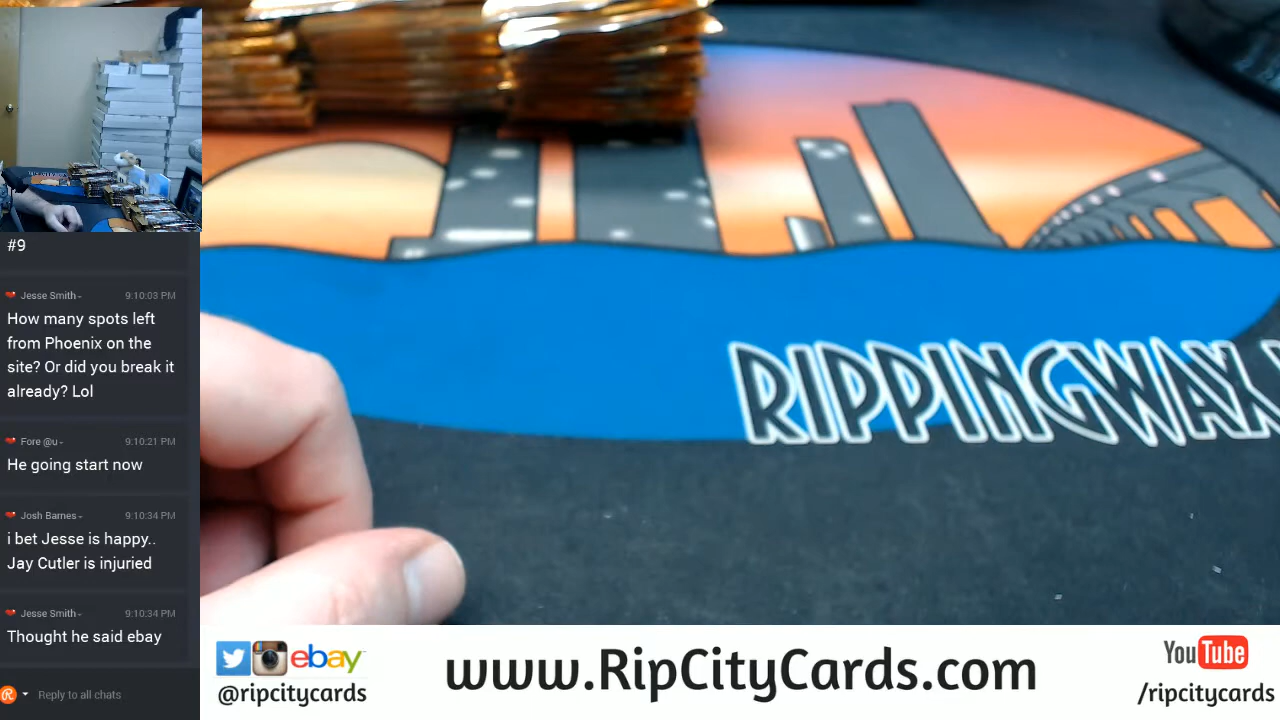 #9
Jesse Smith
9:10:03 PM
How many spots left
from Phoenix on the
site? Or did you break it
already? Lol
Fore @u
9:10:21 PM
He going start now
Josh Barnes
9:10:34 PM
i bet Jesse is happy..
Jay Cutler is injuried
Jesse Smith
9:10:34 PM
Thought he said ebay
Reply to all chats
RIPPINGWAX
ebay
@ripcitycards
www.RipCityCards.com
YouTube
/ripcitycards